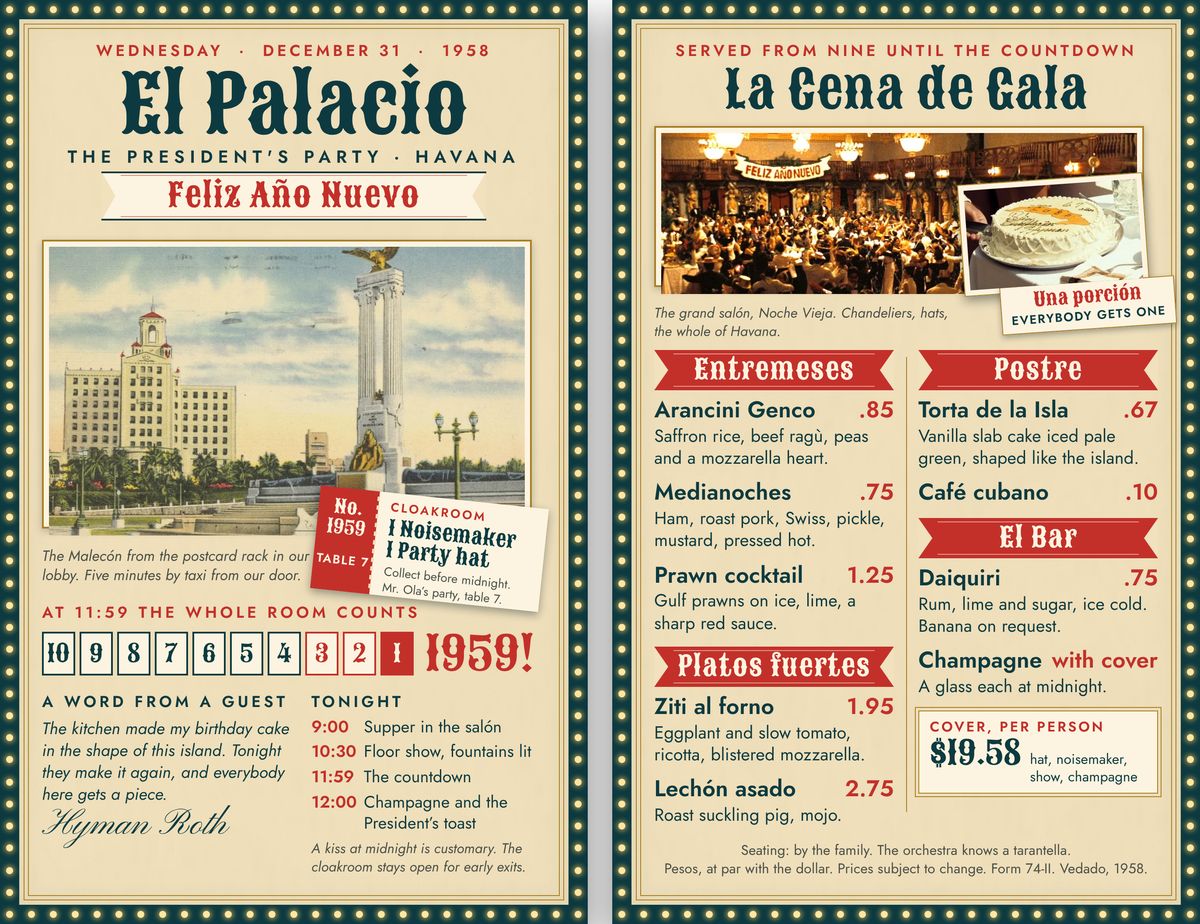 WEDNESDAY · DECEMBER 31 · 1958
El Palacio
THE PRESIDENT'S PARTY · HAVANA
Feliz Año Nuevo
No.
1959
TABLE 7
CLOAKROOM
1 Noisemaker
1 Party hat
Collect before midnight.
Mr. Ola's party, table 7.
The Malecón from the postcard rack in our
lobby. Five minutes by taxi from our door.
AT 11:59 THE WHOLE ROOM COUNTS
10 9 8 7 6 5 4 3 2 1 1959!
A WORD FROM A GUEST
The kitchen made my birthday cake
in the shape of this island. Tonight
they make it again, and everybody
here gets a piece.
Hyman Roth
TONIGHT
9:00 Supper in the salón
10:30 Floor show, fountains lit
11:59 The countdown
12:00 Champagne and the
President's toast
A kiss at midnight is customary. The
cloakroom stays open for early exits.
SERVED FROM NINE UNTIL THE COUNTDOWN
La Cena de Gala
FELIZ AÑO NUEVO
Una porción
EVERYBODY GETS ONE
The grand salón, Noche Vieja. Chandeliers, hats,
the whole of Havana.
Entremeses
Arancini Genco .85
Saffron rice, beef ragù, peas
and a mozzarella heart.
Medianoches .75
Ham, roast pork, Swiss, pickle,
mustard, pressed hot.
Prawn cocktail 1.25
Gulf prawns on ice, lime, a
sharp red sauce.
Platos fuertes
Ziti al forno 1.95
Eggplant and slow tomato,
ricotta, blistered mozzarella.
Lechón asado 2.75
Roast suckling pig, mojo.
Postre
Torta de la Isla .67
Vanilla slab cake iced pale
green, shaped like the island.
Café cubano .10
El Bar
Daiquiri .75
Rum, lime and sugar, ice cold.
Banana on request.
Champagne with cover
A glass each at midnight.
COVER, PER PERSON
$19.58 hat, noisemaker,
show, champagne
Seating: by the family. The orchestra knows a tarantella.
Pesos, at par with the dollar. Prices subject to change. Form 74-II. Vedado, 1958.